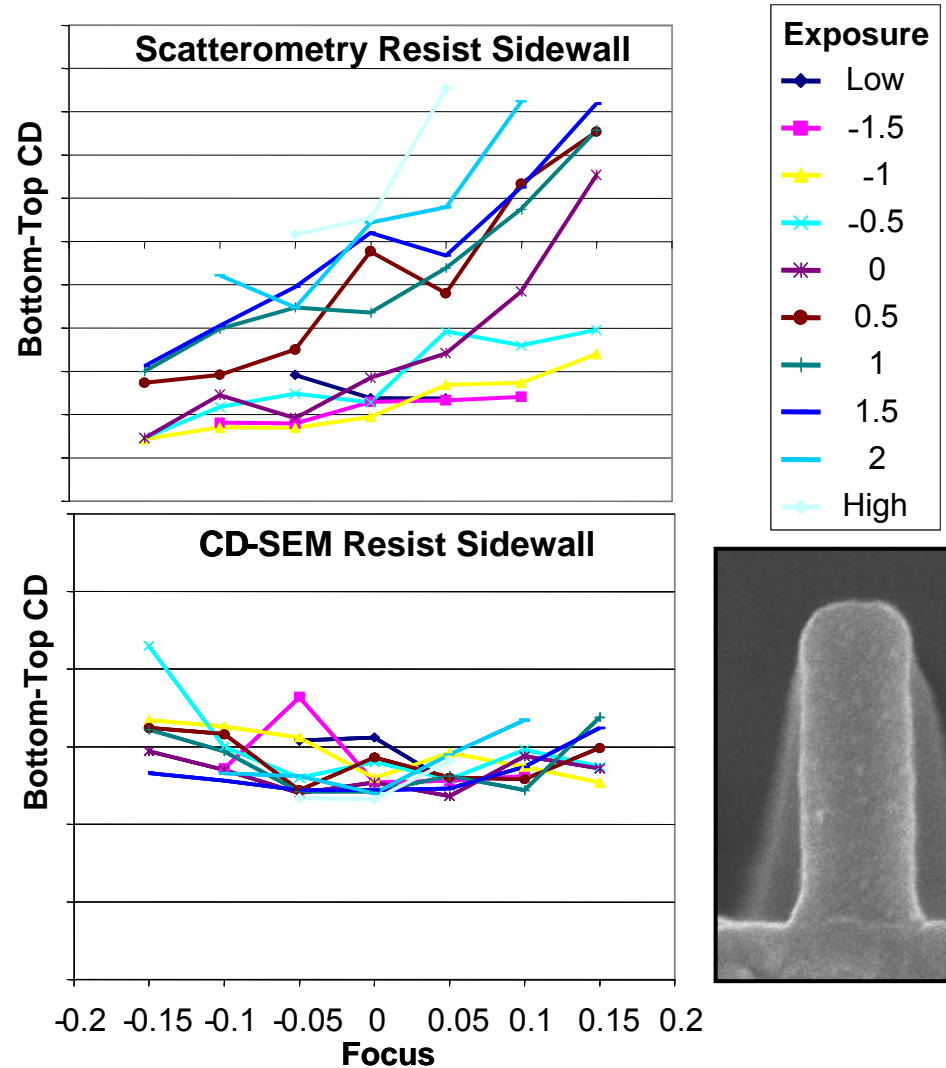 Scatterometry Resist Sidewall
Bottom-Top CD
Exposure
Low
-1.5
-1
-0.5
0
0.5
1
1.5
2
High
CD-SEM Resist Sidewall
Bottom-Top CD
-0.2 -0.15 -0.1 -0.05 0 0.05 0.1 0.15 0.2
Focus